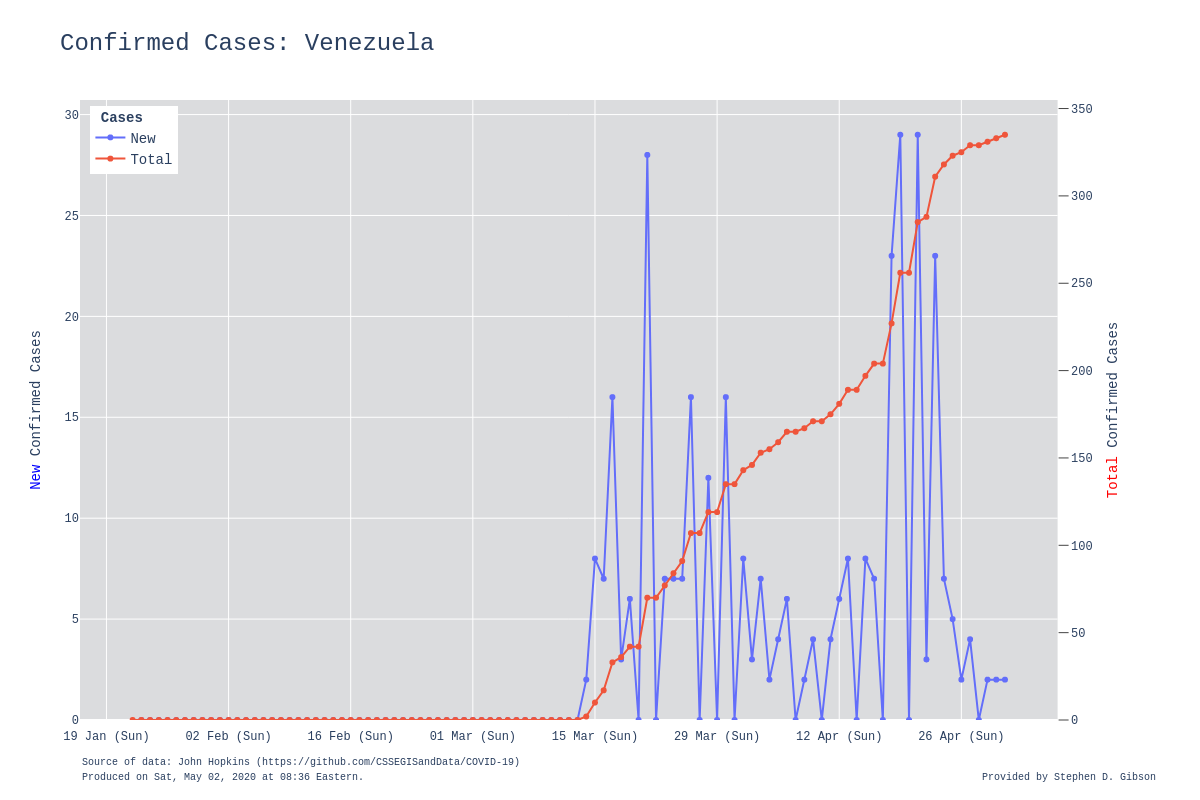 Confirmed Cases: Venezuela
Cases
New
Total
30
25
20
15
10
5
0
New Confirmed Cases
350
300
250
200
150
100
50
0
Total Confirmed Cases
19 Jan (Sun) 02 Feb (Sun) 16 Feb (Sun) 01 Mar (Sun) 15 Mar (Sun) 29 Mar (Sun) 12 Apr (Sun) 26 Apr (Sun)
Source of data: John Hopkins (https://github.com/CSSEGISandData/COVID-19)
Produced on Sat, May 02, 2020 at 08:36 Eastern.
Provided by Stephen D. Gibson